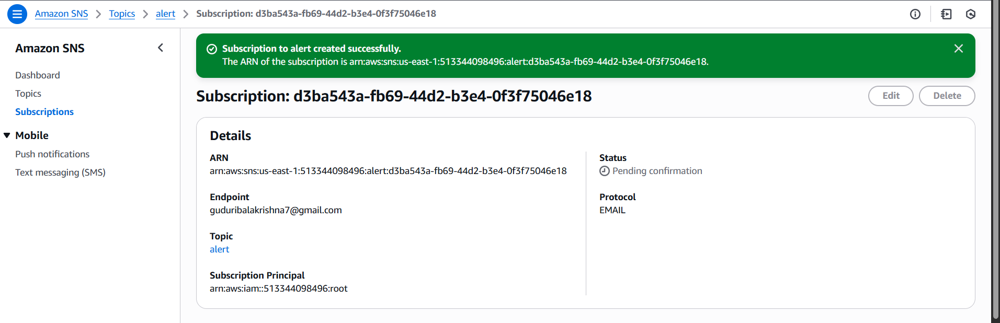 Amazon SNS > Topics > alert > Subscription: d3ba543a-fb69-44d2-b3e4-0f3f75046e18
Amazon SNS
Dashboard
Topics
Subscriptions
Mobile
Push notifications
Text messaging (SMS)
Subscription to alert created successfully.
The ARN of the subscription is arn:aws:sns:us-east-1:513344098496:alert:d3ba543a-fb69-44d2-b3e4-0f3f75046e18.
Subscription: d3ba543a-fb69-44d2-b3e4-0f3f75046e18
Edit
Delete
Details
ARN
arn:aws:sns:us-east-1:513344098496:alert:d3ba543a-fb69-44d2-b3e4-0f3f75046e18
Endpoint
guduribalakrishna7@gmail.com
Topic
alert
Subscription Principal
arn:aws:iam::513344098496:root
Status
Pending confirmation
Protocol
EMAIL